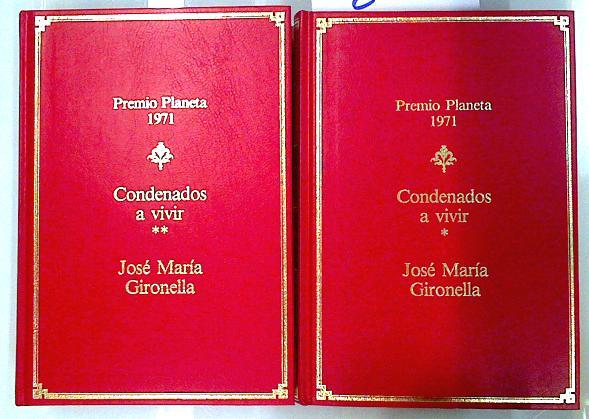 Premio Planeta
1971
Condenados
a vivir
**
José María
Gironella
Premio Planeta
1971
Condenados
a vivir
*
José María
Gironella